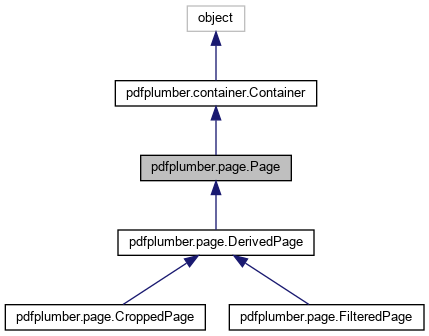 object
pdfplumber.container.Container
pdfplumber.page.Page
pdfplumber.page.DerivedPage
pdfplumber.page.CroppedPage
pdfplumber.page.FilteredPage